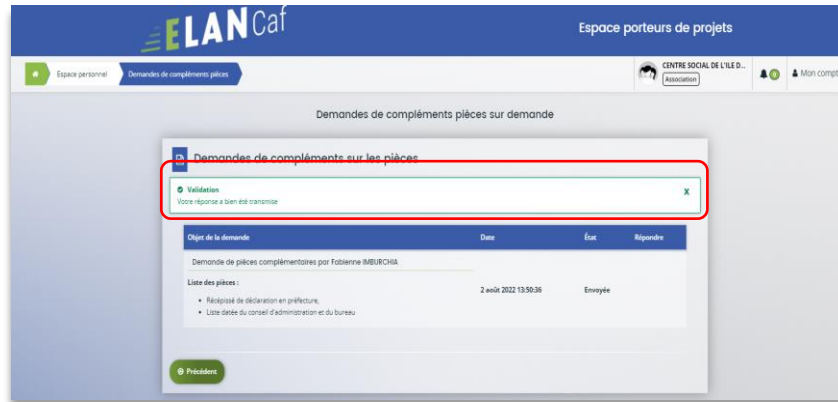 ELAN Caf
Espace porteurs de projets
Espace personnel
Demandes de compléments pièces
CENTRE SOCIAL DE L'ILE D...
Association
0
Mon compt
Demandes de compléments pièces sur demande
Demandes de compléments sur les pièces
Validation
X
Votre réponse a bien été transmise
Objet de la demande Date État Répondre
Demande de pièces complémentaires par Fabienne IMBURCHIA
Liste des pièces :
2 août 2022 13:50:36 Envoyée
Récépissé de déclaration en préfecture,
Liste datée du conseil d'administration et du bureau
Précédent